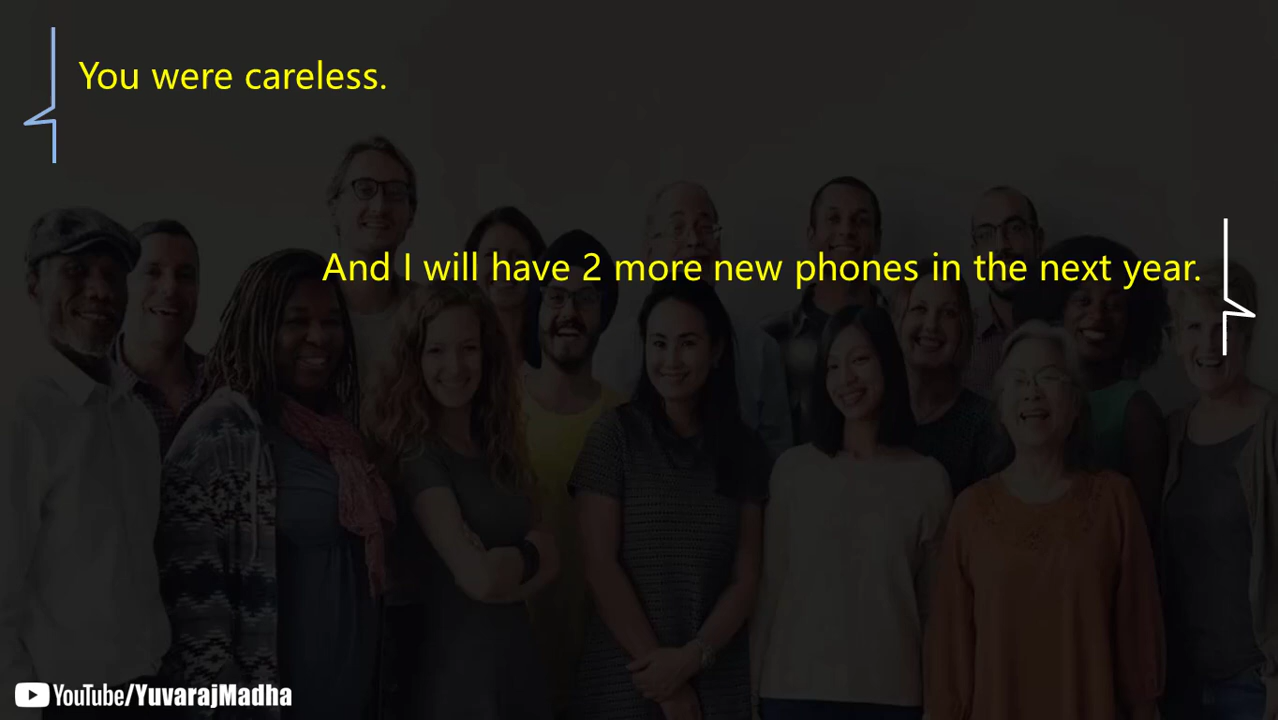 You were careless.
And I will have 2 more new phones in the next year.
YouTube/YuvarajMadha